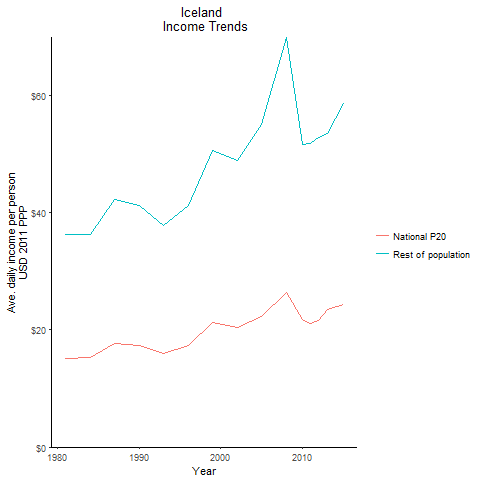 Iceland
Income Trends
Ave. daily income per person
USD 2011 PPP
$60
$40
$20
$0
1980
1990
2000
2010
Year
National P20
Rest of population